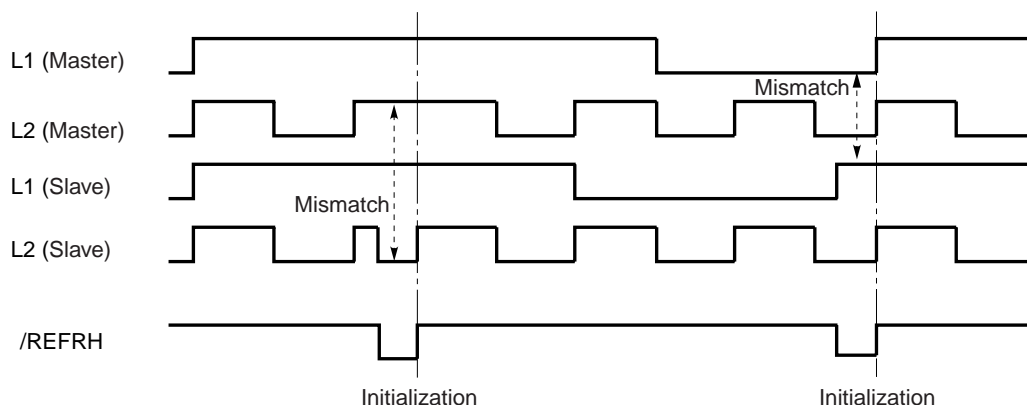 L1 (Master)
Mismatch
L2 (Master)
L1 (Slave)
Mismatch
L2 (Slave)
/REFRH
Initialization
Initialization